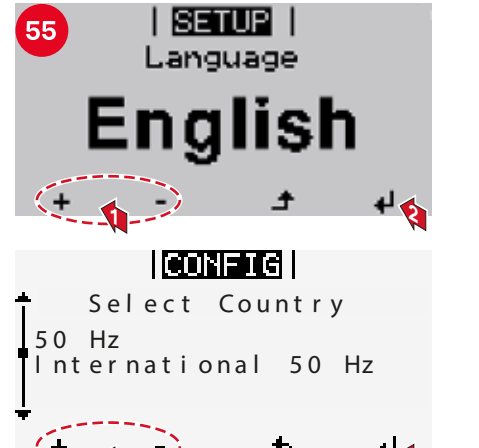 55
| SETUP |
Language
English
+ -
1
2
| CONFIG |
Select Country
50 Hz
International 50 Hz
+ -